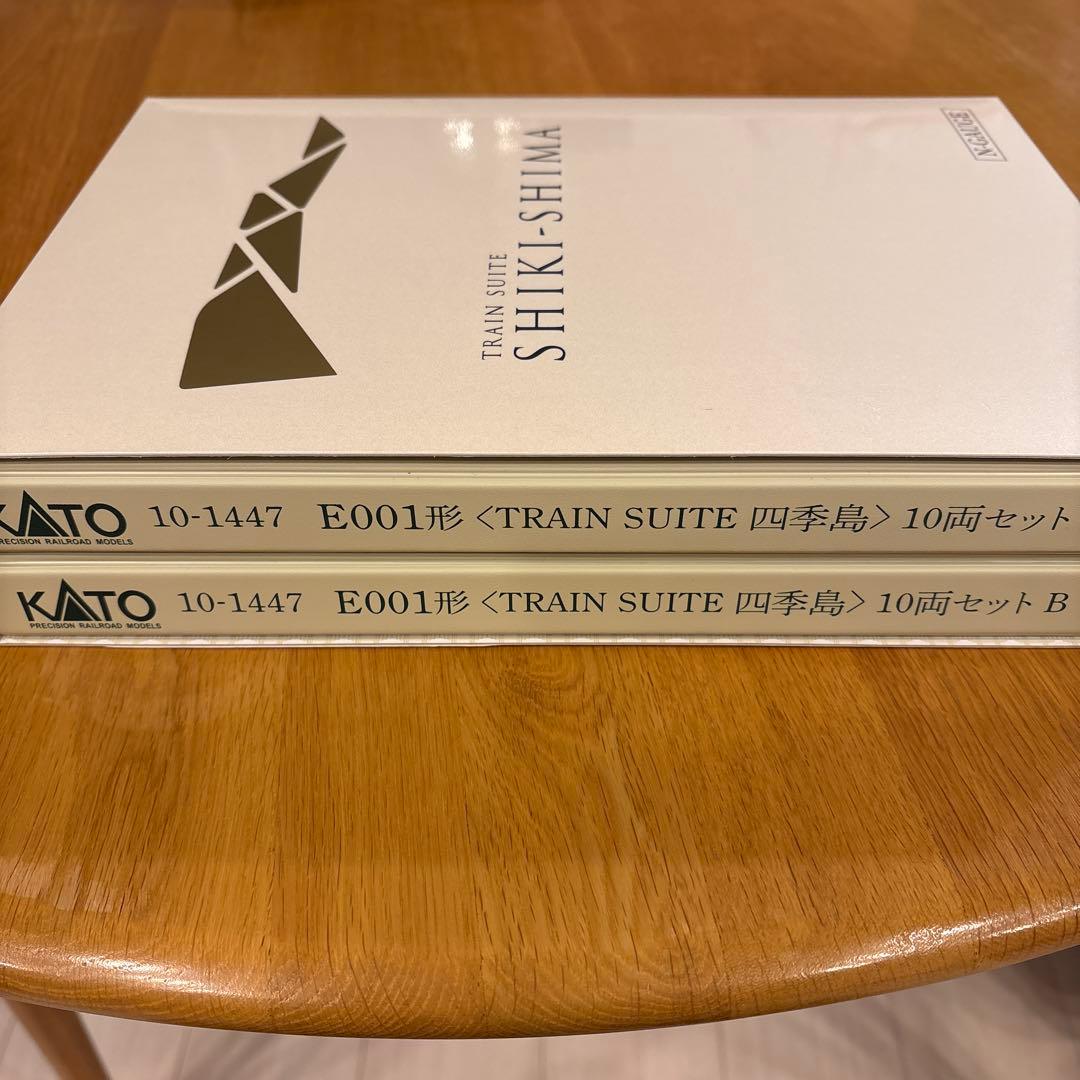 N-GAUGE
TRAIN SUITE
SHIKI-SHIMA
KATO 10-1447 E001形〈TRAIN SUITE 四季島〉10両セット
PRECISION RAILROAD MODELS
KATO 10-1447 E001形〈TRAIN SUITE 四季島〉10両セット B
PRECISION RAILROAD MODELS